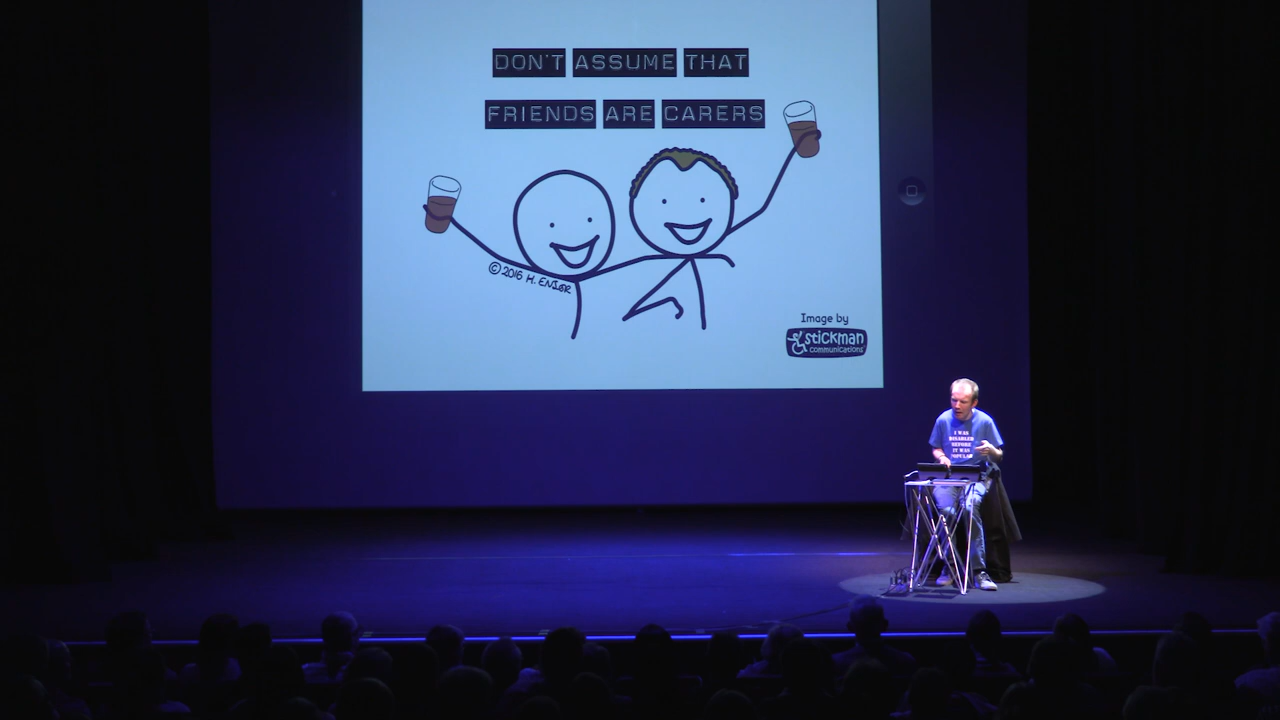 DON'T ASSUME THAT
FRIENDS ARE CARERS
© 2016 H. ENSOR
Image by
stickman
communications
I WAS
DISABLED
BEFORE
IT WAS
POPULAR